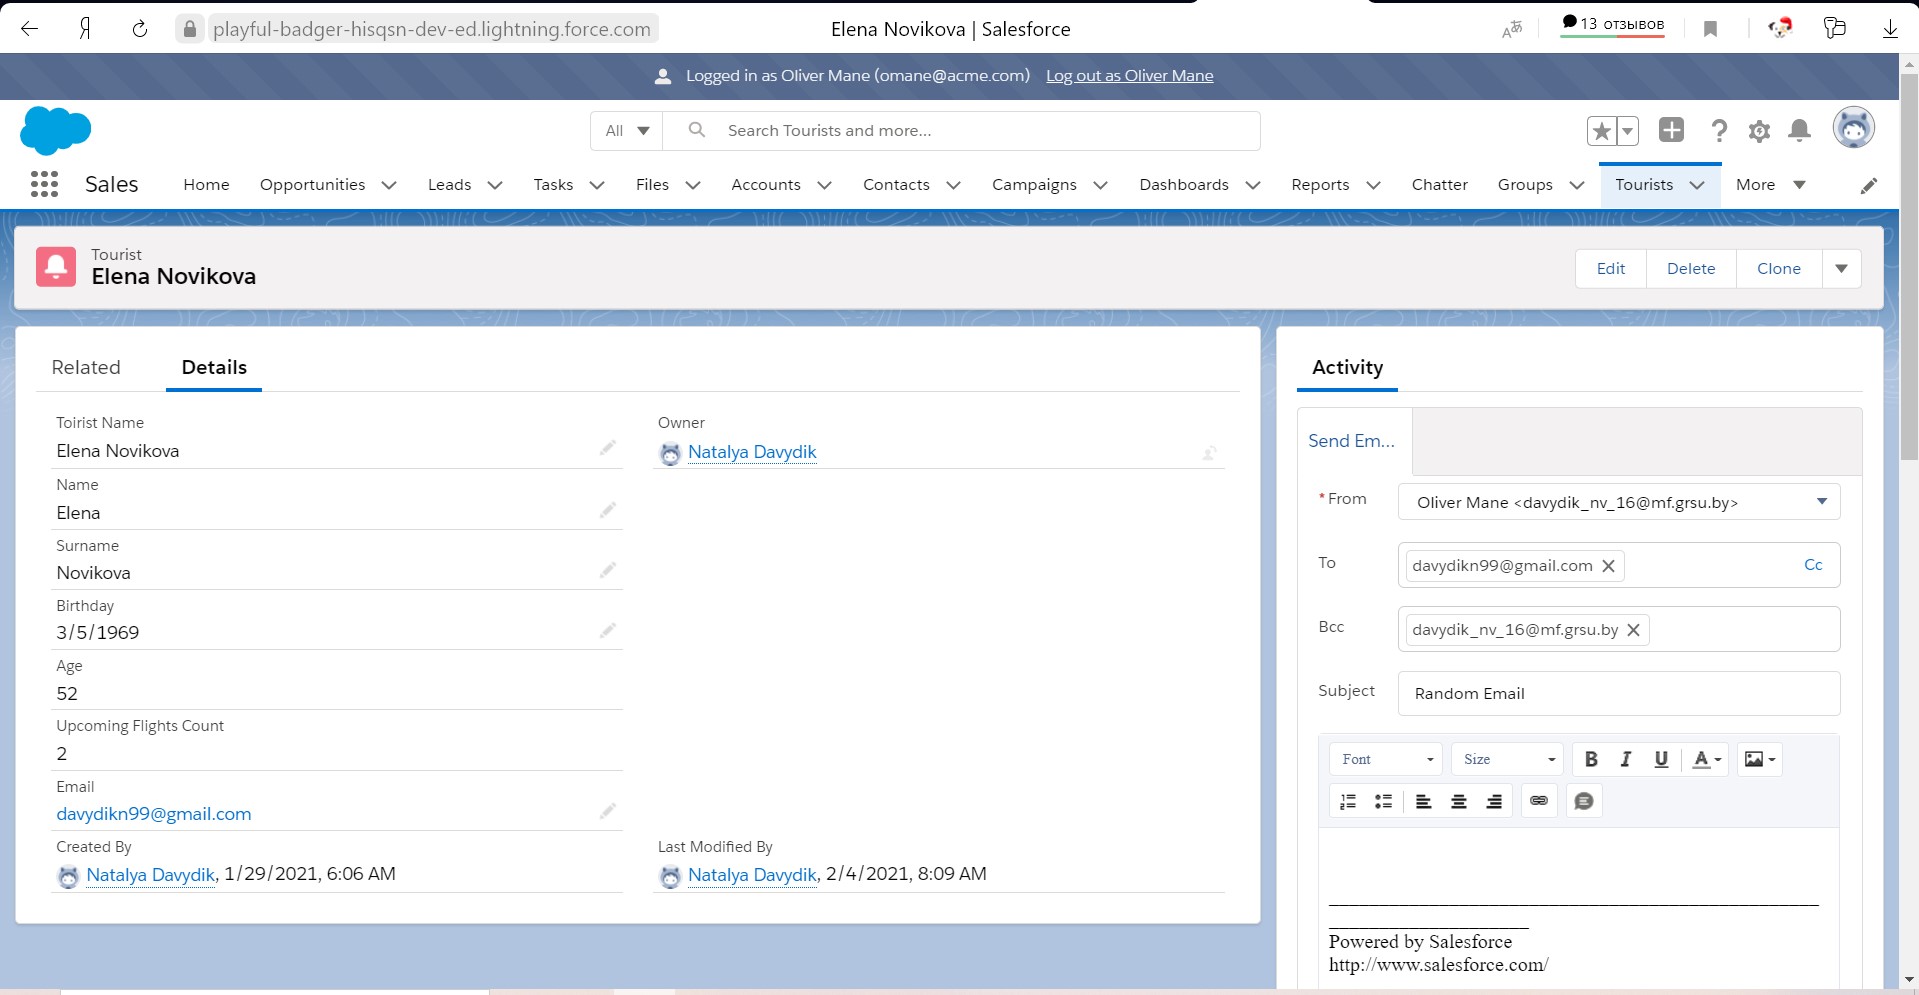 playful-badger-hisqsn-dev-ed.lightning.force.com Elena Novikova | Salesforce 13 отзывов
Logged in as Oliver Mane (omane@acme.com) Log out as Oliver Mane
All Search Tourists and more...
Sales Home Opportunities Leads Tasks Files Accounts Contacts Campaigns Dashboards Reports Chatter Groups Tourists More
Tourist
Elena Novikova
Edit Delete Clone
Related Details
Toirist Name
Elena Novikova
Name
Elena
Surname
Novikova
Birthday
3/5/1969
Age
52
Upcoming Flights Count
2
Email
davydikn99@gmail.com
Created By
Natalya Davydik, 1/29/2021, 6:06 AM
Owner
Natalya Davydik
Last Modified By
Natalya Davydik, 2/4/2021, 8:09 AM
Activity
Send Em...
*From Oliver Mane <davydik_nv_16@mf.grsu.by>
To davydikn99@gmail.com Cc
Bcc davydik_nv_16@mf.grsu.by
Subject Random Email
Font Size B I U A
Powered by Salesforce
http://www.salesforce.com/